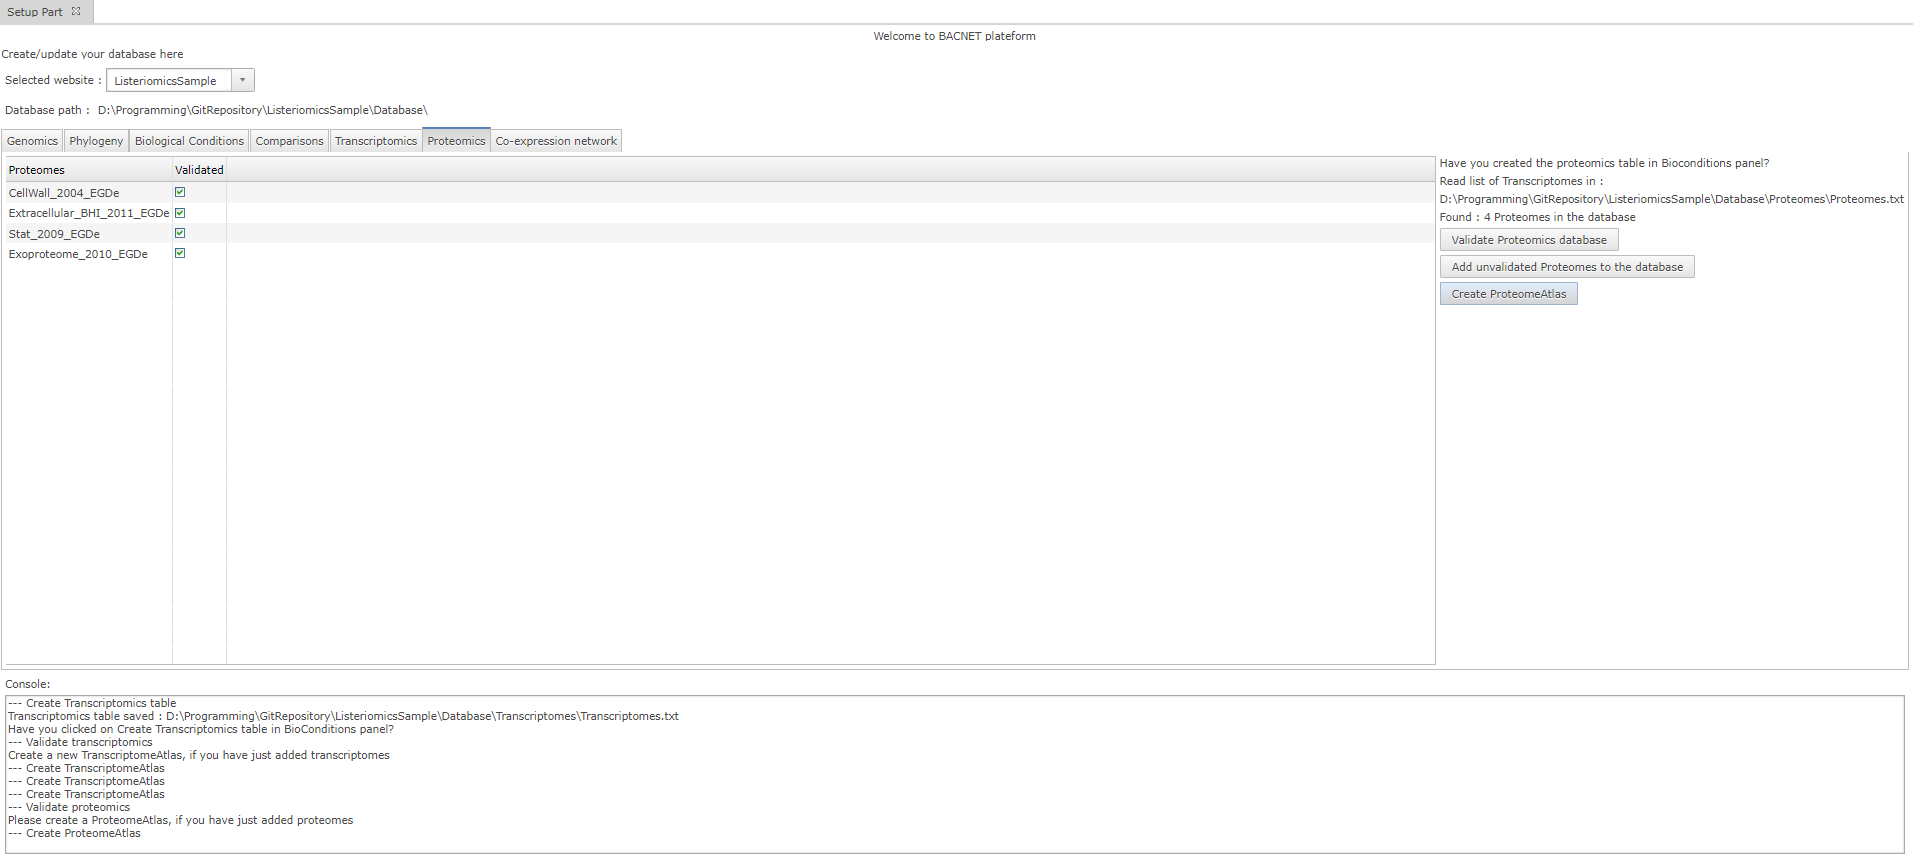 Setup Part
Welcome to BACNET plateform
Create/update your database here
Selected website : ListeriomicsSample
Database path : D:\Programming\GitRepository\ListeriomicsSample\Database\
Genomics Phylogeny Biological Conditions Comparisons Transcriptomics Proteomics Co-expression network
Proteomes Validated
CellWall_2004_EGDe
Extracellular_BHI_2011_EGDe
Stat_2009_EGDe
Exoproteome_2010_EGDe
Have you created the proteomics table in Bioconditions panel?
Read list of Transcriptomes in :
D:\Programming\GitRepository\ListeriomicsSample\Database\Proteomes\Proteomes.txt
Found : 4 Proteomes in the database
Validate Proteomics database
Add unvalidated Proteomes to the database
Create ProteomeAtlas
Console:
--- Create Transcriptomics table
Transcriptomics table saved : D:\Programming\GitRepository\ListeriomicsSample\Database\Transcriptomes\Transcriptomes.txt
Have you clicked on Create Transcriptomics table in BioConditions panel?
--- Validate transcriptomics
Create a new TranscriptomeAtlas, if you have just added transcriptomes
--- Create TranscriptomeAtlas
--- Create TranscriptomeAtlas
--- Create TranscriptomeAtlas
--- Validate proteomics
Please create a ProteomeAtlas, if you have just added proteomes
--- Create ProteomeAtlas